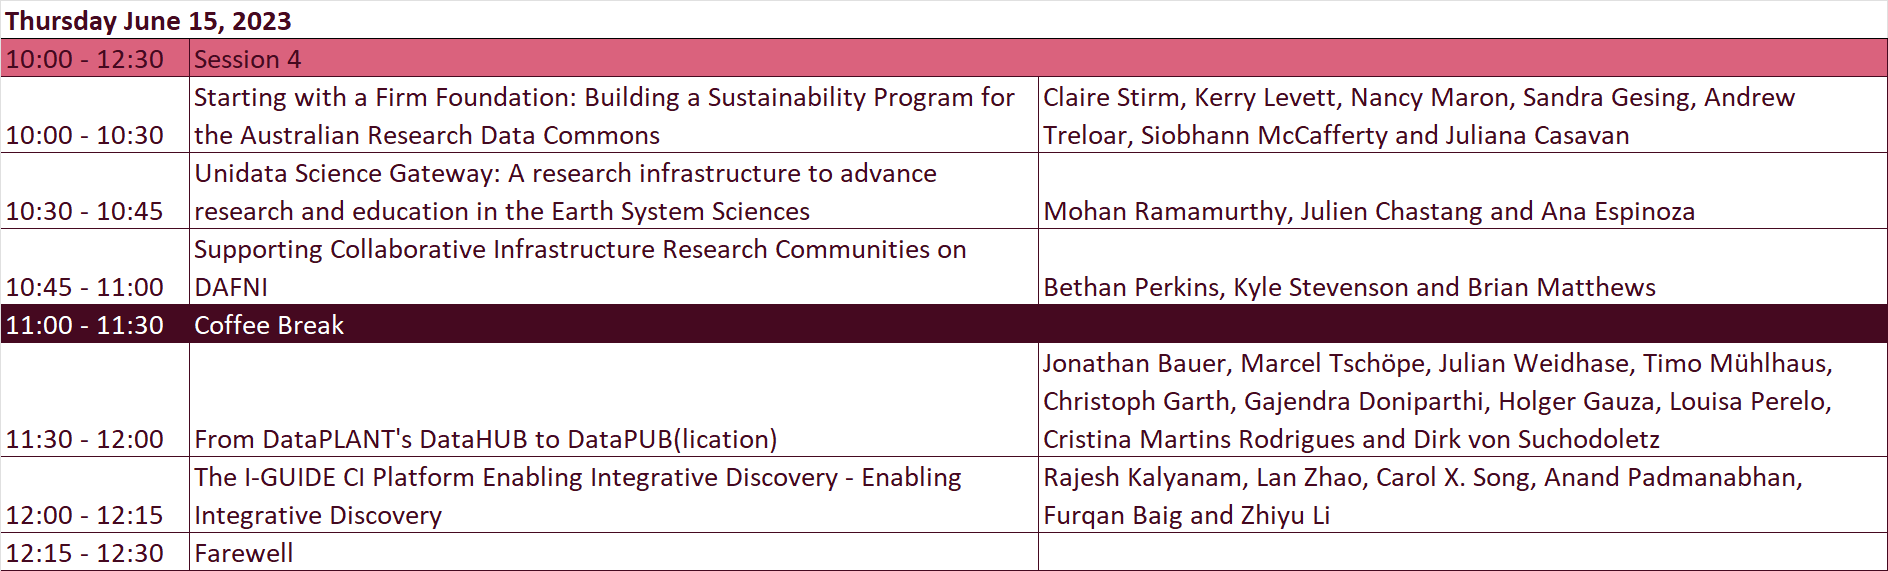 Thursday June 15, 2023
10:00 - 12:30 Session 4
Starting with a Firm Foundation: Building a Sustainability Program for Claire Stirm, Kerry Levett, Nancy Maron, Sandra Gesing, Andrew
10:00 - 10:30 the Australian Research Data Commons Treloar, Siobhann McCafferty and Juliana Casavan
Unidata Science Gateway: A research infrastructure to advance
10:30 - 10:45 research and education in the Earth System Sciences Mohan Ramamurthy, Julien Chastang and Ana Espinoza
Supporting Collaborative Infrastructure Research Communities on
10:45 - 11:00 DAFNI Bethan Perkins, Kyle Stevenson and Brian Matthews
11:00 - 11:30 Coffee Break
Jonathan Bauer, Marcel Tschöpe, Julian Weidhase, Timo Mühlhaus,
Christoph Garth, Gajendra Doniparthi, Holger Gauza, Louisa Perelo,
11:30 - 12:00 From DataPLANT's DataHUB to DataPUB(lication) Cristina Martins Rodrigues and Dirk von Suchodoletz
The I-GUIDE CI Platform Enabling Integrative Discovery - Enabling Rajesh Kalyanam, Lan Zhao, Carol X. Song, Anand Padmanabhan,
12:00 - 12:15 Integrative Discovery Furqan Baig and Zhiyu Li
12:15 - 12:30 Farewell